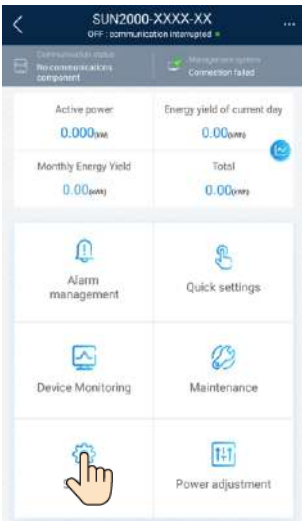 SUN2000-XXXX-XX
OFF : communication interrupted
Communication status
No communications
component
Management system
Connection failed
Active power
0.000(kW)
Energy yield of current day
0.00(kWh)
Monthly Energy Yield
0.00(kWh)
Total
0.00(kWh)
Alarm
management
Quick settings
Device Monitoring
Maintenance
Power adjustment